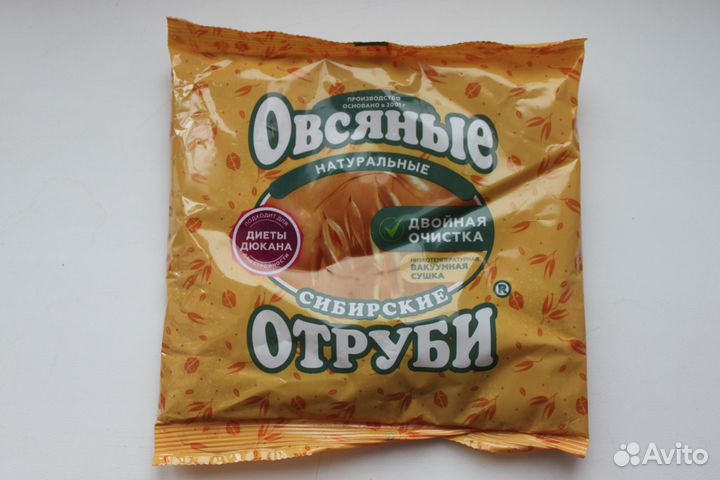 ПРОИЗВОДСТВО
ОСНОВАНО В 2001 г
ОВСЯНЫЕ
НАТУРАЛЬНЫЕ
ПОДХОДИТ ДЛЯ
ДИЕТЫ
ДЮКАНА
ДВОЙНАЯ
ОЧИСТКА
НИЗКОТЕМПЕРАТУРНАЯ
ВАКУУМНАЯ
СУШКА
СИБИРСКИЕ
ОТРУБИ ®
Avito